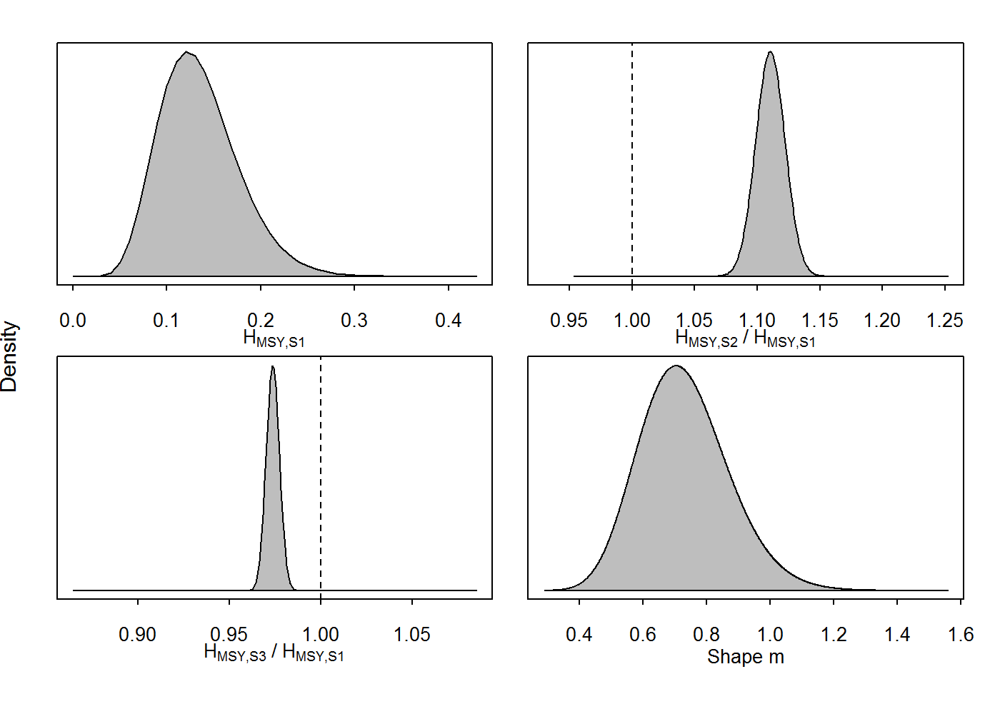 Density
0.0 0.1 0.2 0.3 0.4
HMSY,S1
0.95 1.00 1.05 1.10 1.15 1.20 1.25
HMSY,S2 / HMSY,S1
0.90 0.95 1.00 1.05
HMSY,S3 / HMSY,S1
0.4 0.6 0.8 1.0 1.2 1.4 1.6
Shape m